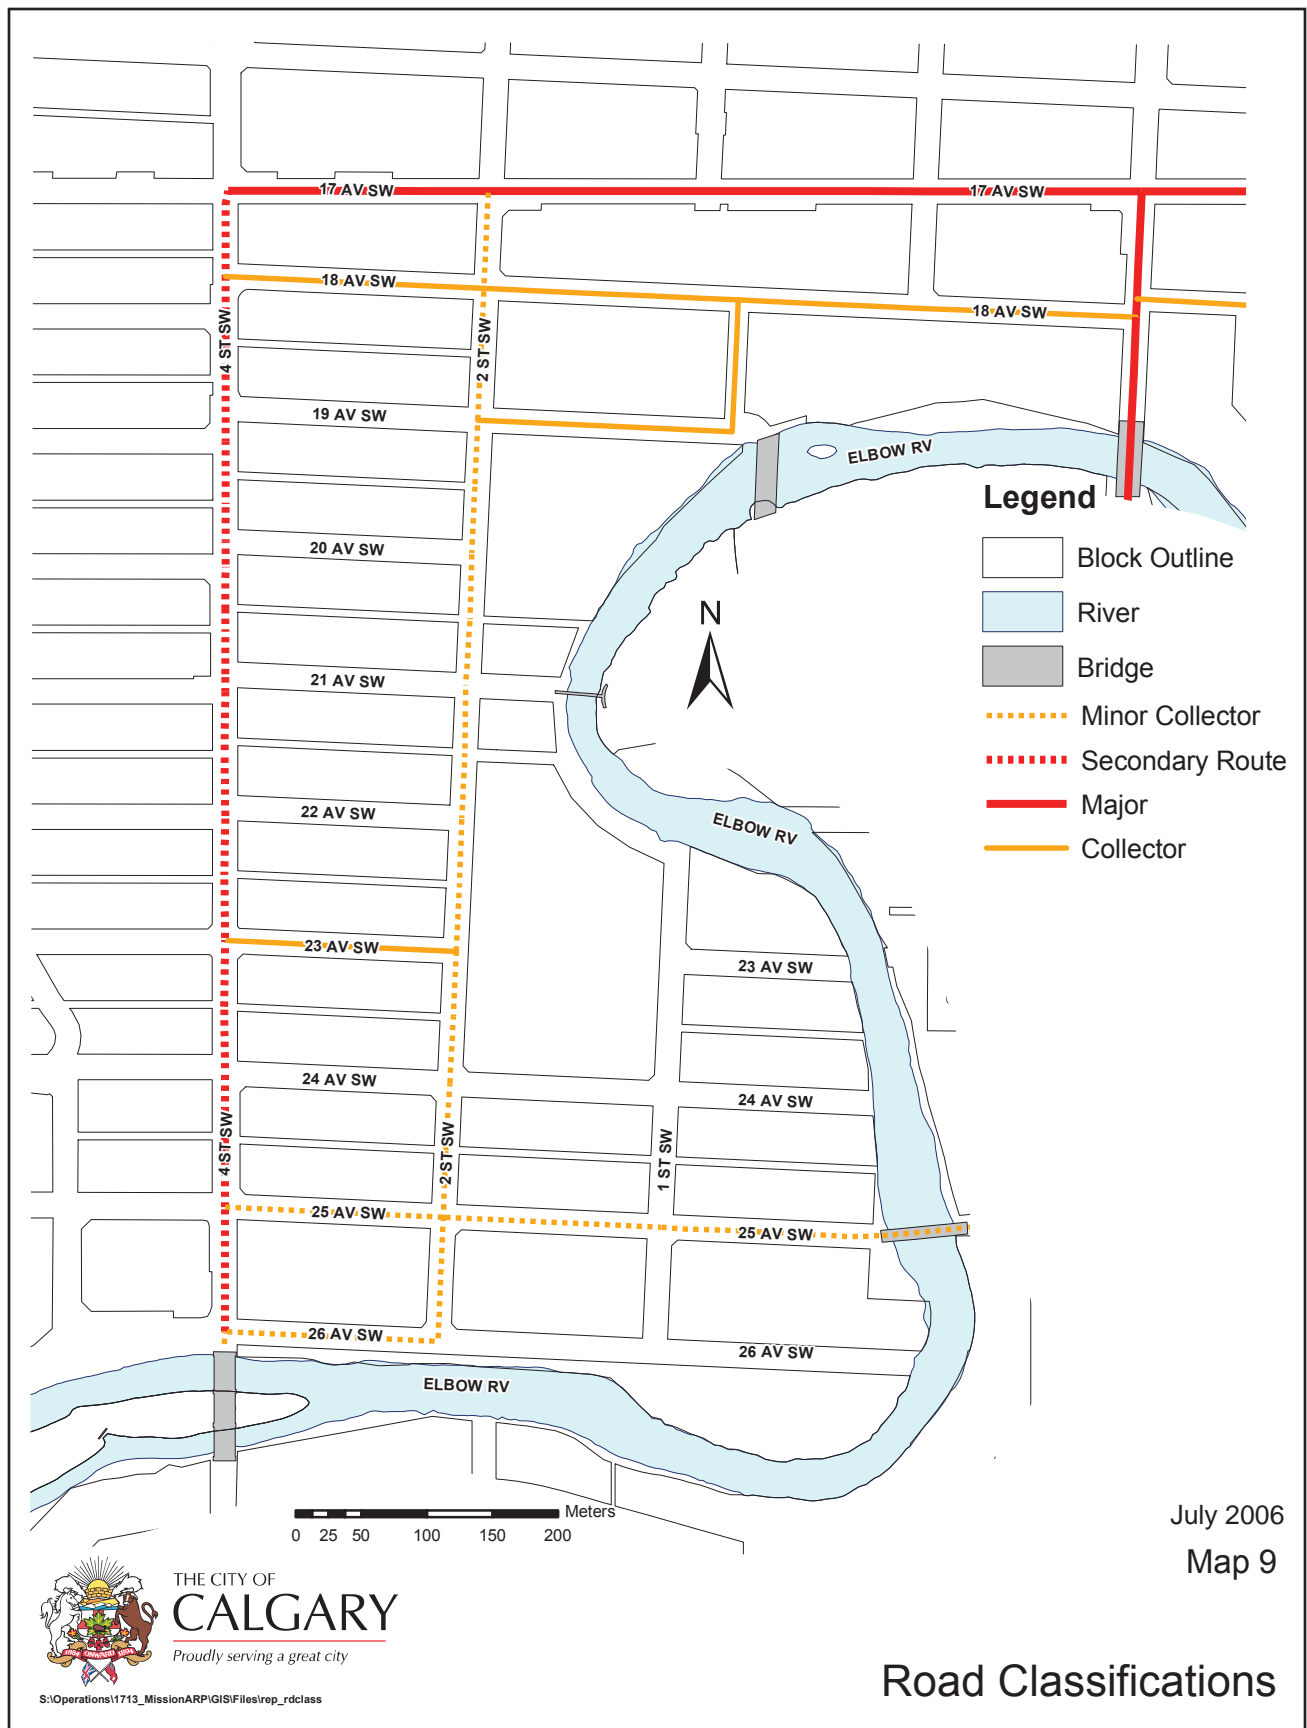 17 AV SW
17 AV SW
18 AV SW
18 AV SW
4 ST SW
2 ST SW
19 AV SW
ELBOW RV
Legend
Block Outline
River
Bridge
Minor Collector
Secondary Route
Major
Collector
20 AV SW
N
21 AV SW
22 AV SW
ELBOW RV
23 AV SW
23 AV SW
24 AV SW
24 AV SW
4 ST SW
2 ST SW
1 ST SW
25 AV SW
25 AV SW
26 AV SW
26 AV SW
ELBOW RV
Meters
0 25 50 100 150 200
July 2006
Map 9
THE CITY OF
CALGARY
Proudly serving a great city
1884 ONWARD 1894
S:\Operations\1713_MissionARP\GIS\Files\rep_rdclass
Road Classifications